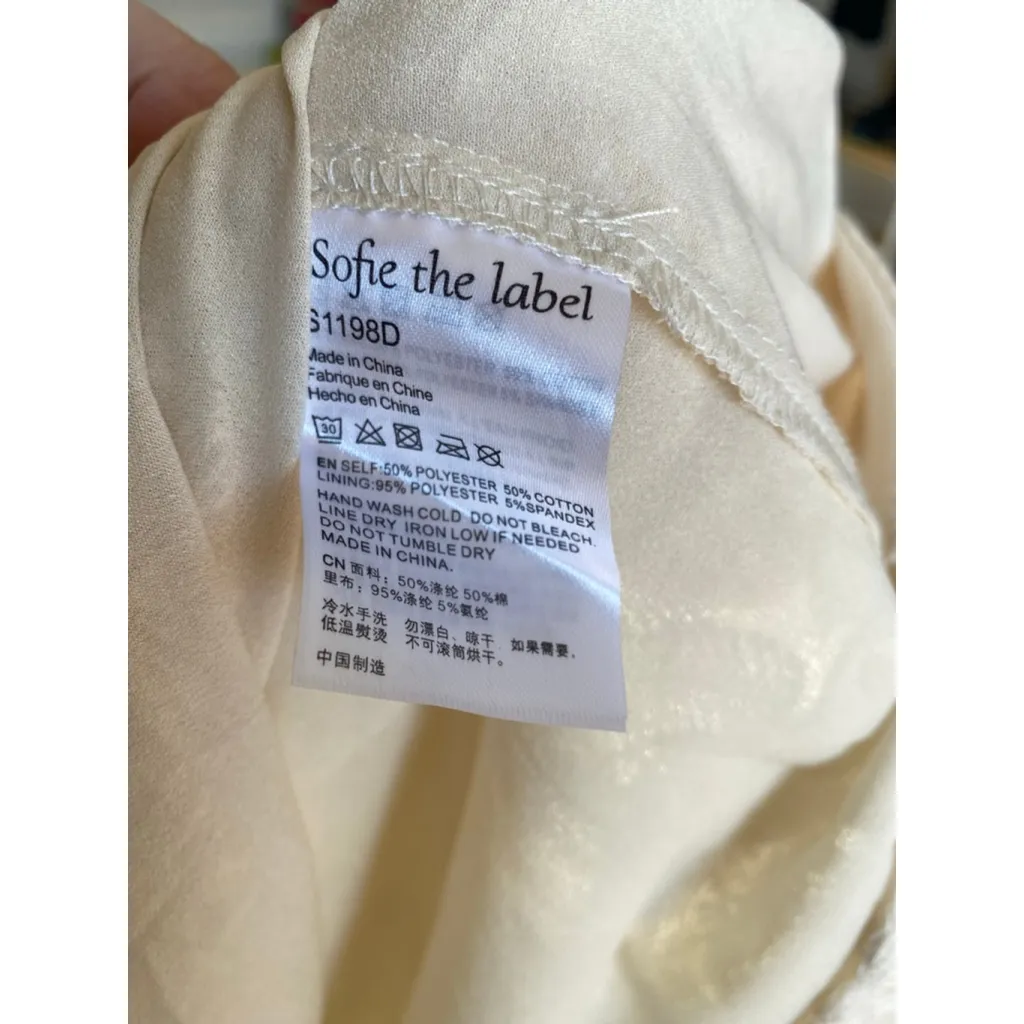 Sofie the label
S1198D
Made in China
Fabrique en Chine
Hecho en China
30
EN SELF:50% POLYESTER 50% COTTON
LINING:95% POLYESTER 5%SPANDEX
HAND WASH COLD DO NOT BLEACH.
LINE DRY IRON LOW IF NEEDED
DO NOT TUMBLE DRY
MADE IN CHINA.
CN 面料：50%涤纶 50%棉
里布：95%涤纶 5%氨纶
冷水手洗 勿漂白、晾干 如果需要，
低温熨烫 不可滚筒烘干。
中国制造